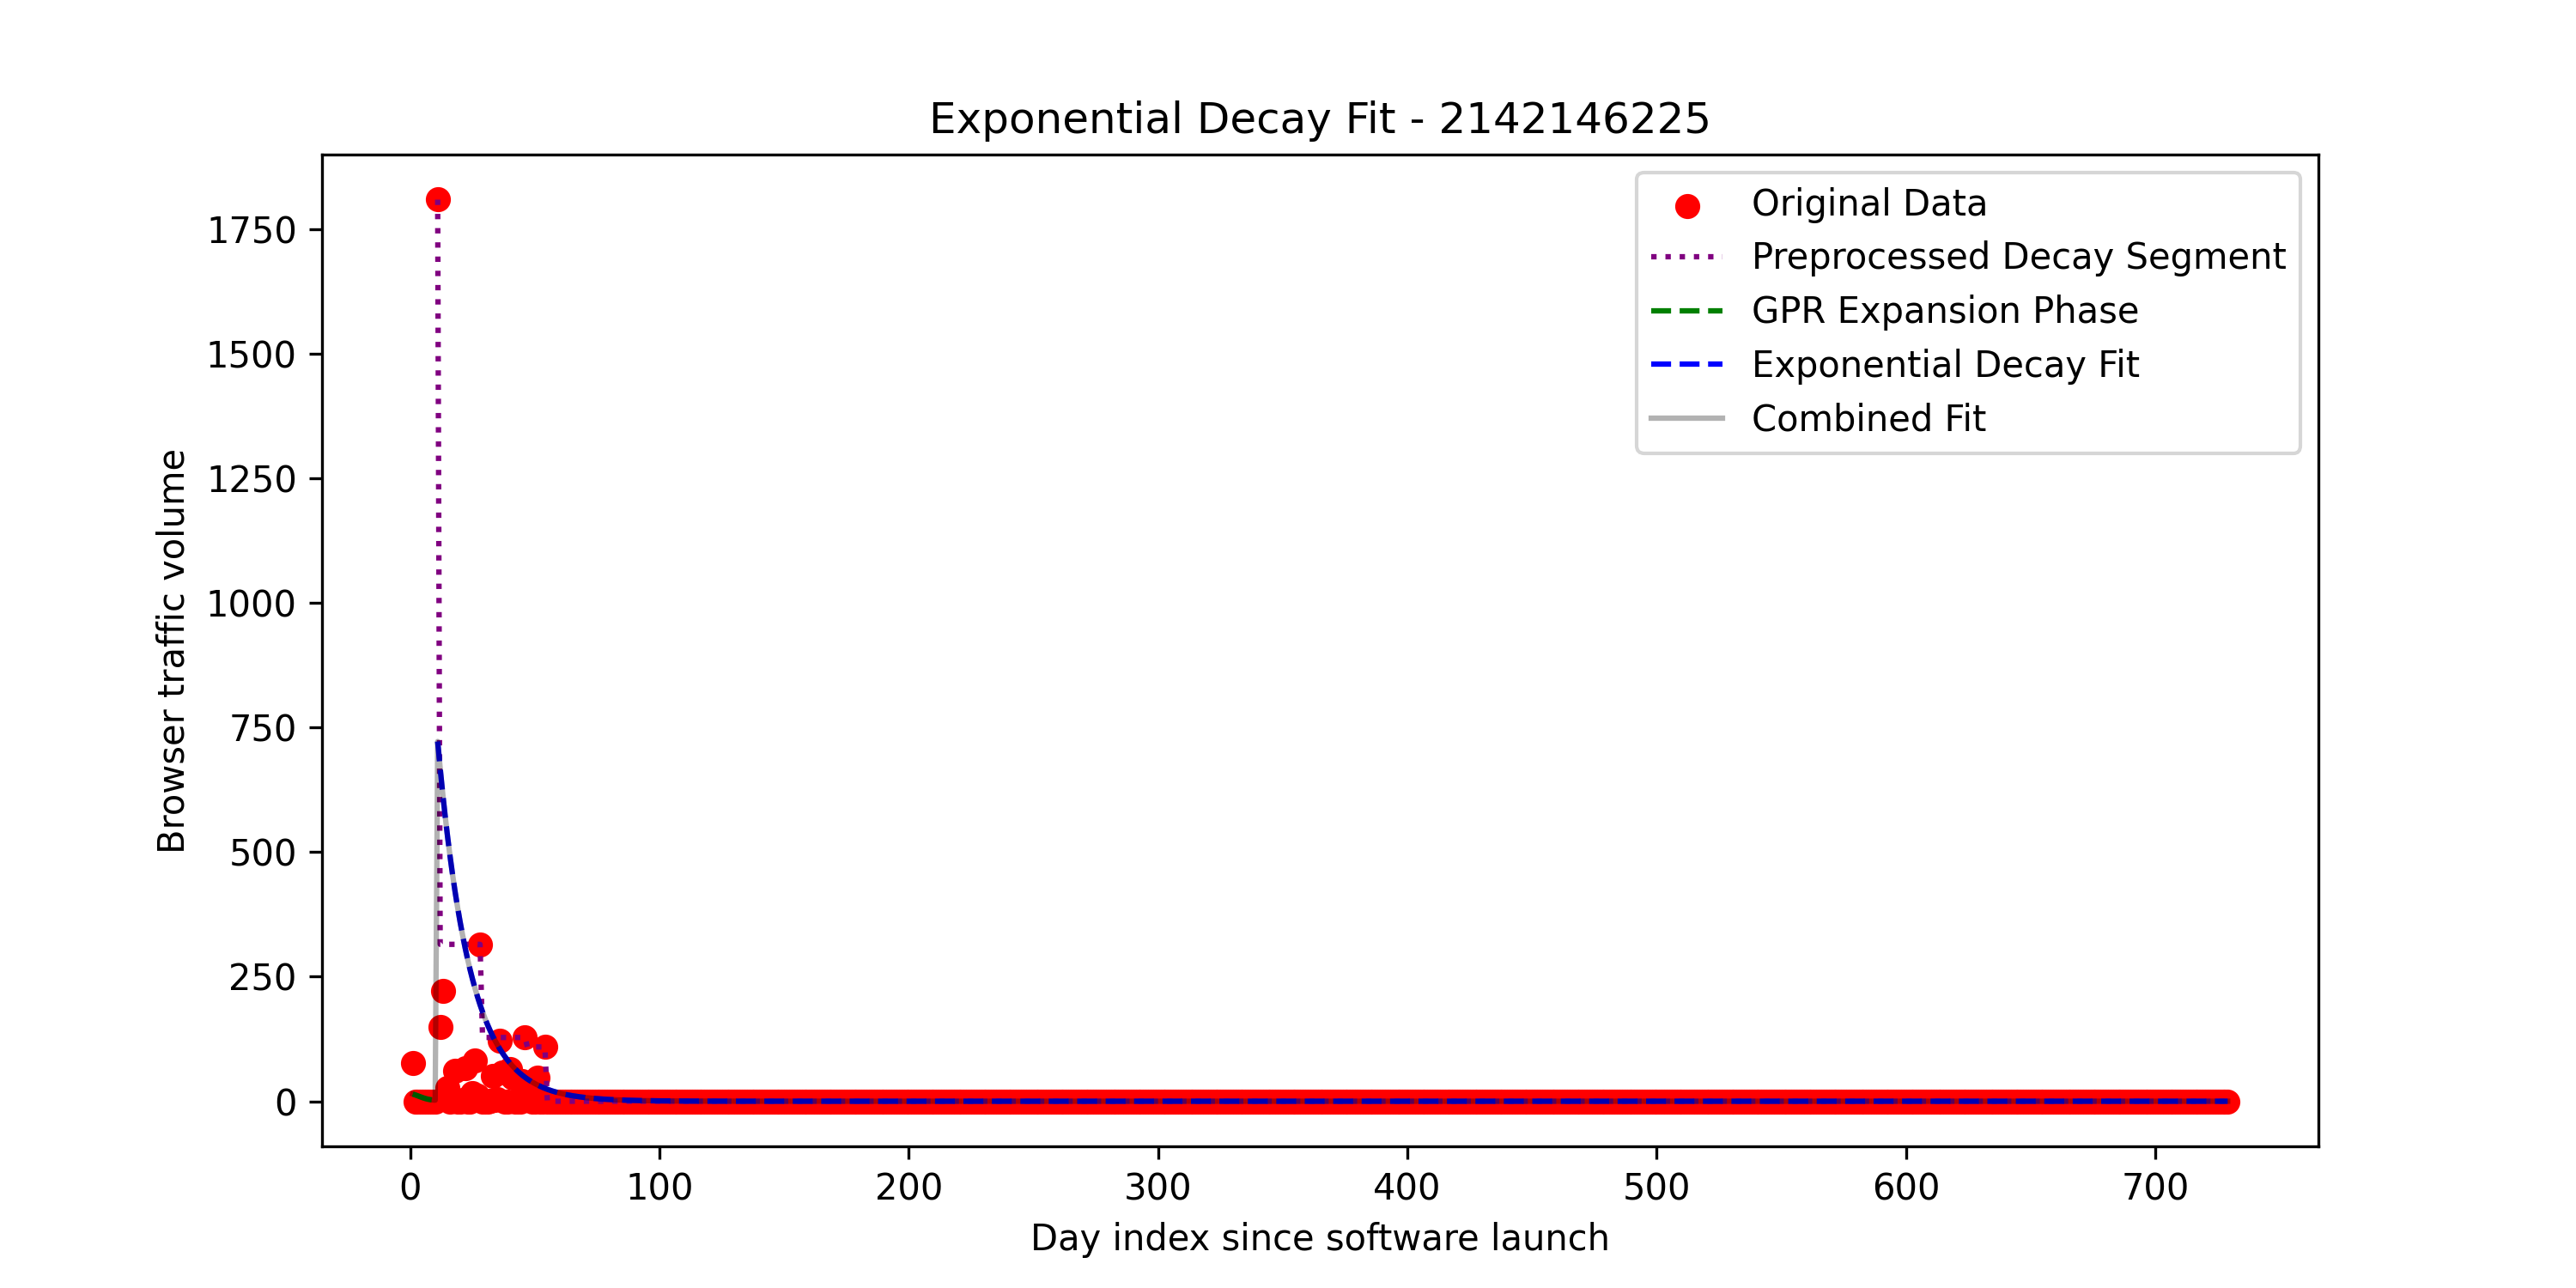 Exponential Decay Fit - 2142146225
Original Data
Preprocessed Decay Segment
GPR Expansion Phase
Exponential Decay Fit
Combined Fit
Browser traffic volume
1750
1500
1250
1000
750
500
250
0
0 100 200 300 400 500 600 700
Day index since software launch